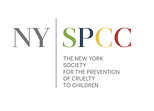 NY | SPCC
THE NEW YORK
SOCIETY
FOR THE PREVENTION
OF CRUELTY
TO CHILDREN